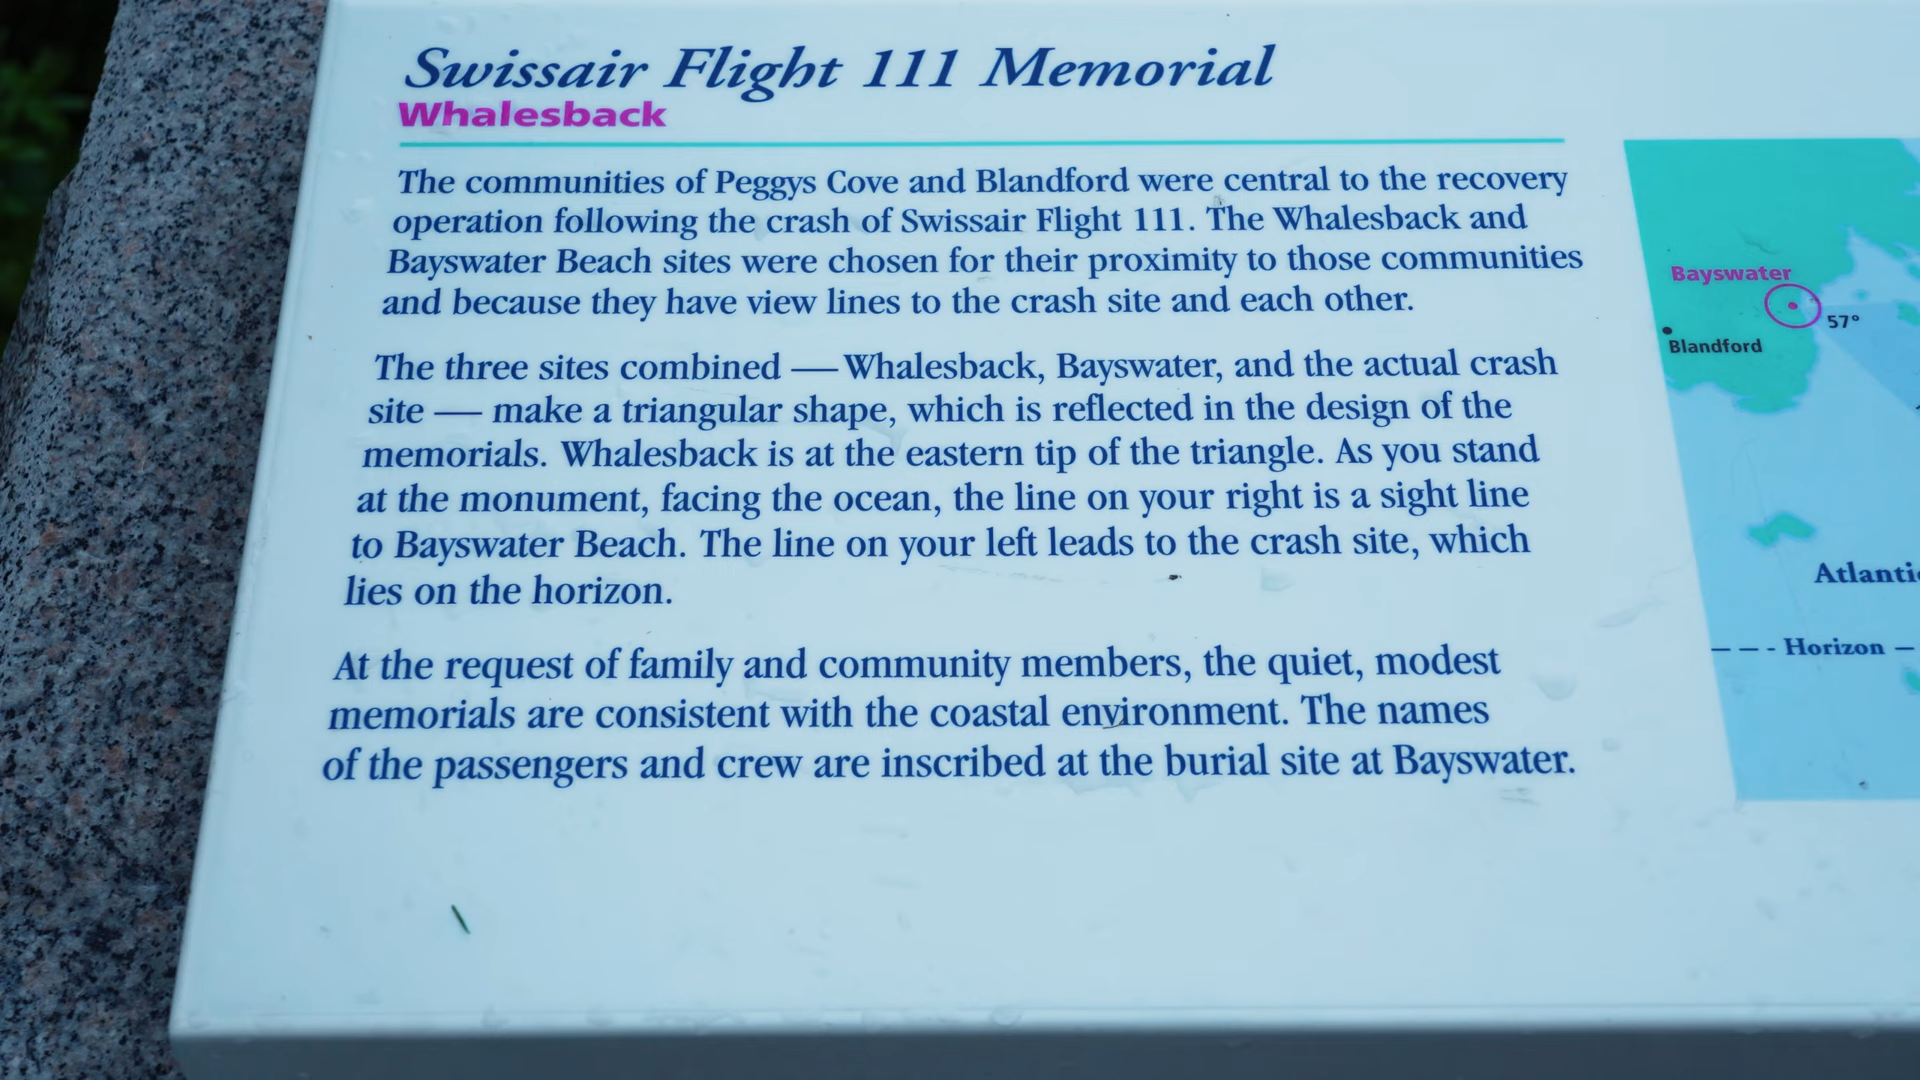 Swissair Flight 111 Memorial
Whalesback
The communities of Peggys Cove and Blandford were central to the recovery
operation following the crash of Swissair Flight 111. The Whalesback and
Bayswater Beach sites were chosen for their proximity to those communities
and because they have view lines to the crash site and each other.
The three sites combined — Whalesback, Bayswater, and the actual crash
site — make a triangular shape, which is reflected in the design of the
memorials. Whalesback is at the eastern tip of the triangle. As you stand
at the monument, facing the ocean, the line on your right is a sight line
to Bayswater Beach. The line on your left leads to the crash site, which
lies on the horizon.
At the request of family and community members, the quiet, modest
memorials are consistent with the coastal environment. The names
of the passengers and crew are inscribed at the burial site at Bayswater.
Bayswater
57°
Blandford
Atlanti
- - - Horizon —